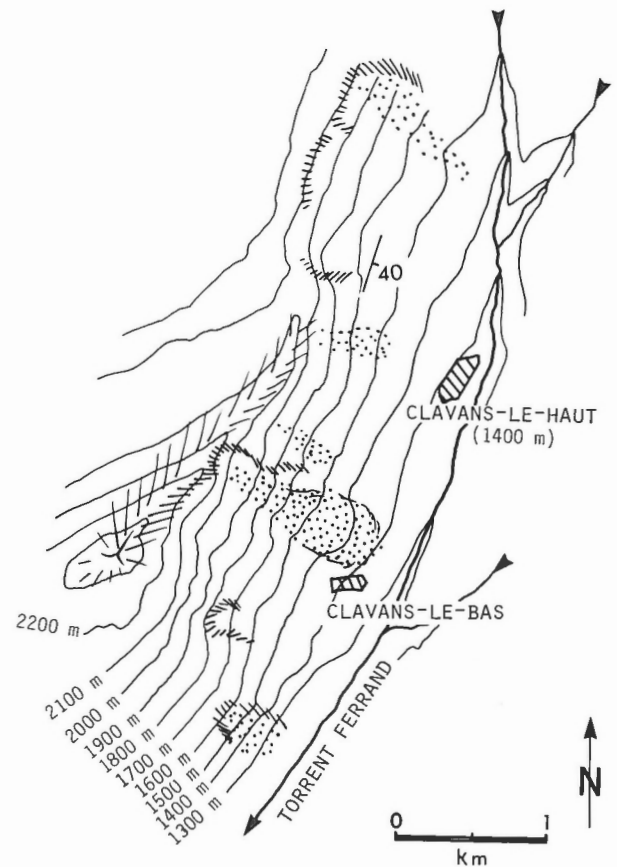 40
CLAVANS-LE-HAUT
(1400 m)
CLAVANS-LE-BAS
2200 m
2100 m
2000 m
1900 m
1800 m
1700 m
1600 m
1500 m
1400 m
1300 m
TORRENT FERRAND
N
0 1
km